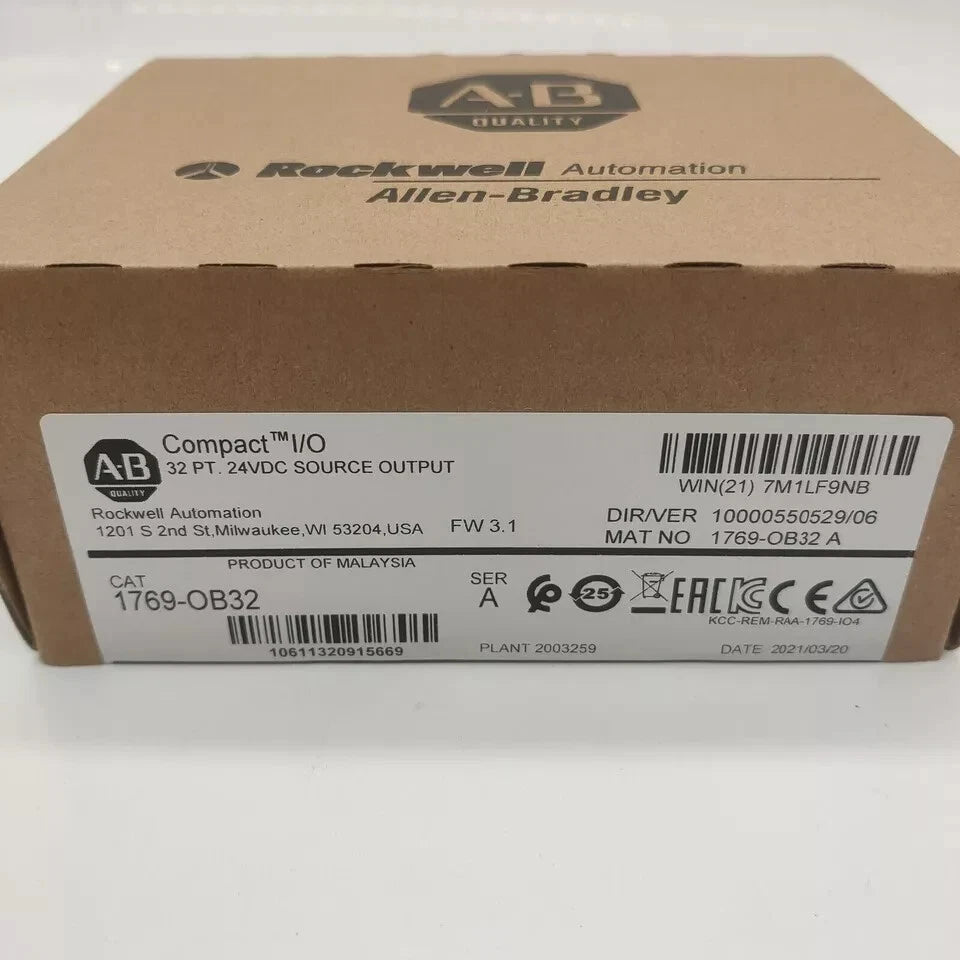 A-B
QUALITY
Rockwell Automation
Allen-Bradley
A-B
QUALITY
Compact™ I/O
32 PT. 24VDC SOURCE OUTPUT
WIN(21) 7M1LF9NB
Rockwell Automation
1201 S 2nd St,Milwaukee,WI 53204,USA
FW 3.1
DIR/VER 10000550529/06
MAT NO 1769-OB32 A
PRODUCT OF MALAYSIA
CAT
1769-OB32
SER
A
25
EAC
KC
CE
KCC-REM-RAA-1769-IO4
10611320915669
PLANT 2003259
DATE 2021/03/20